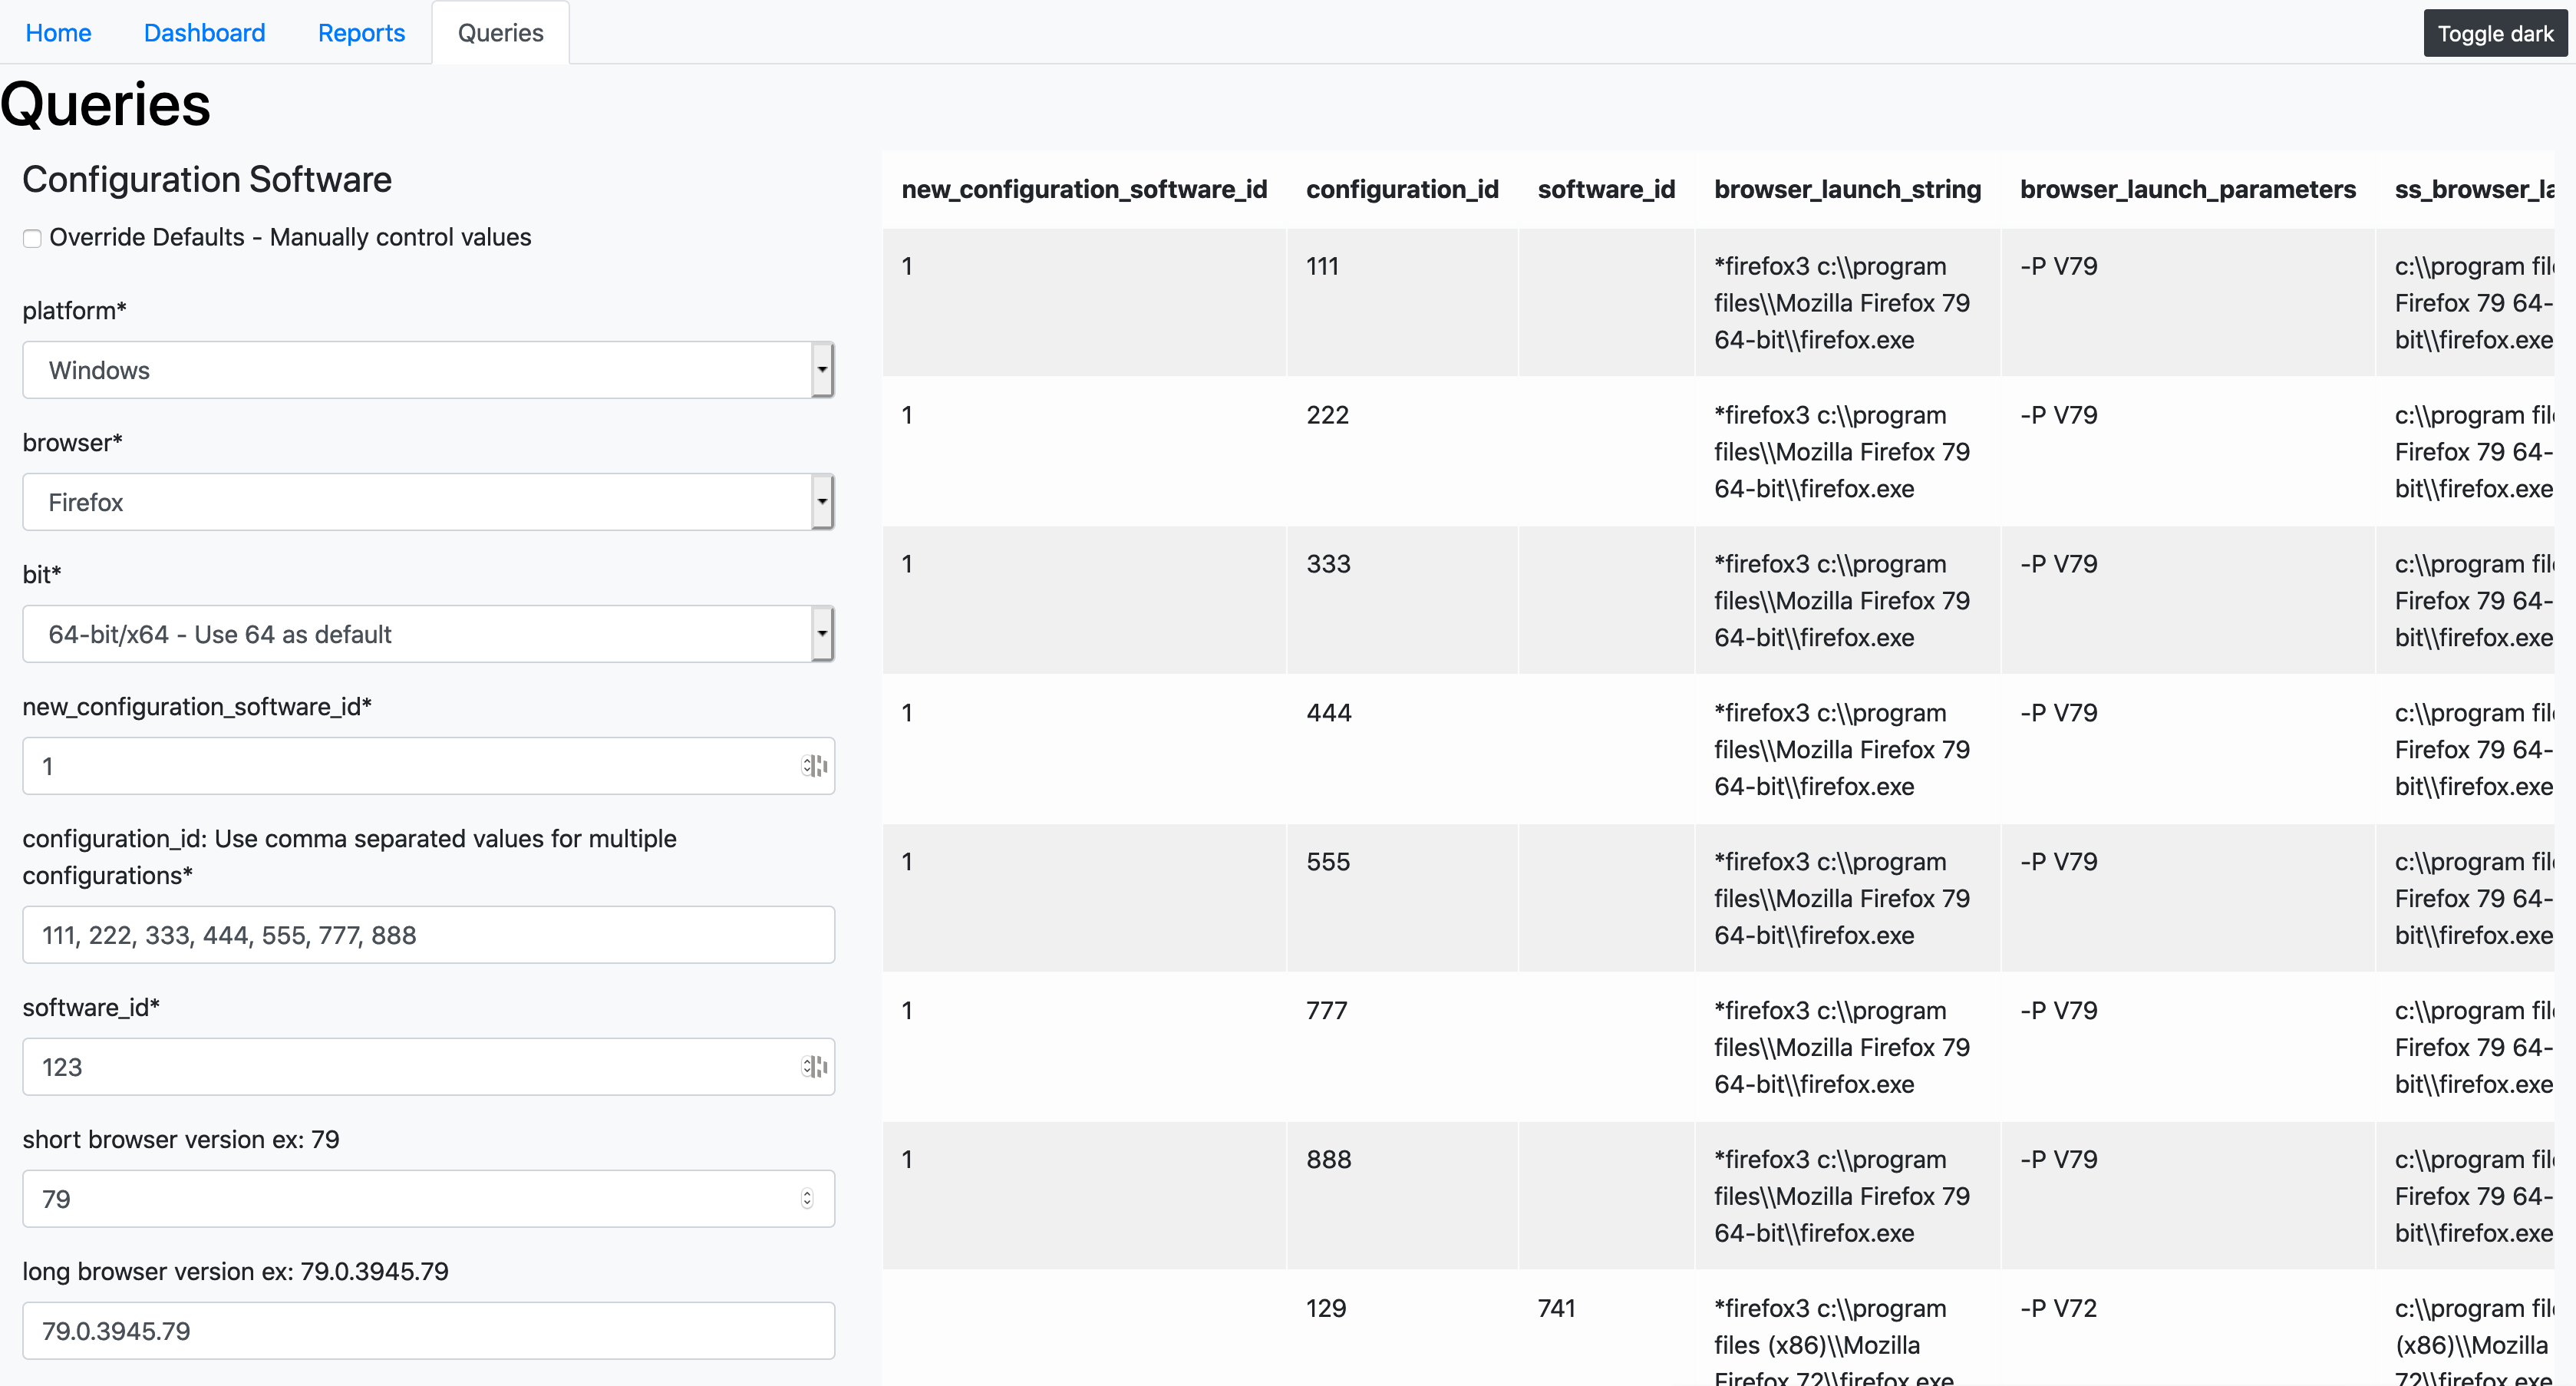 Home Dashboard Reports Queries Toggle dark
Queries
Configuration Software
Override Defaults - Manually control values
platform*
Windows
browser*
Firefox
bit*
64-bit/x64 - Use 64 as default
new_configuration_software_id*
1
configuration_id: Use comma separated values for multiple
configurations*
111, 222, 333, 444, 555, 777, 888
software_id*
123
short browser version ex: 79
79
long browser version ex: 79.0.3945.79
79.0.3945.79
new_configuration_software_id configuration_id software_id browser_launch_string browser_launch_parameters ss_browser_la
1 111 *firefox3 c:\\program -P V79 c:\\program file
files\\Mozilla Firefox 79 Firefox 79 64-
64-bit\\firefox.exe bit\\firefox.exe
1 222 *firefox3 c:\\program -P V79 c:\\program file
files\\Mozilla Firefox 79 Firefox 79 64-
64-bit\\firefox.exe bit\\firefox.exe
1 333 *firefox3 c:\\program -P V79 c:\\program file
files\\Mozilla Firefox 79 Firefox 79 64-
64-bit\\firefox.exe bit\\firefox.exe
1 444 *firefox3 c:\\program -P V79 c:\\program file
files\\Mozilla Firefox 79 Firefox 79 64-
64-bit\\firefox.exe bit\\firefox.exe
1 555 *firefox3 c:\\program -P V79 c:\\program file
files\\Mozilla Firefox 79 Firefox 79 64-
64-bit\\firefox.exe bit\\firefox.exe
1 777 *firefox3 c:\\program -P V79 c:\\program file
files\\Mozilla Firefox 79 Firefox 79 64-
64-bit\\firefox.exe bit\\firefox.exe
1 888 *firefox3 c:\\program -P V79 c:\\program file
files\\Mozilla Firefox 79 Firefox 79 64-
64-bit\\firefox.exe bit\\firefox.exe
129 741 *firefox3 c:\\program -P V72 c:\\program file
files (x86)\\Mozilla (x86)\\Mozilla
Firefox 72\\firefox.exe 72\\firefox.exe